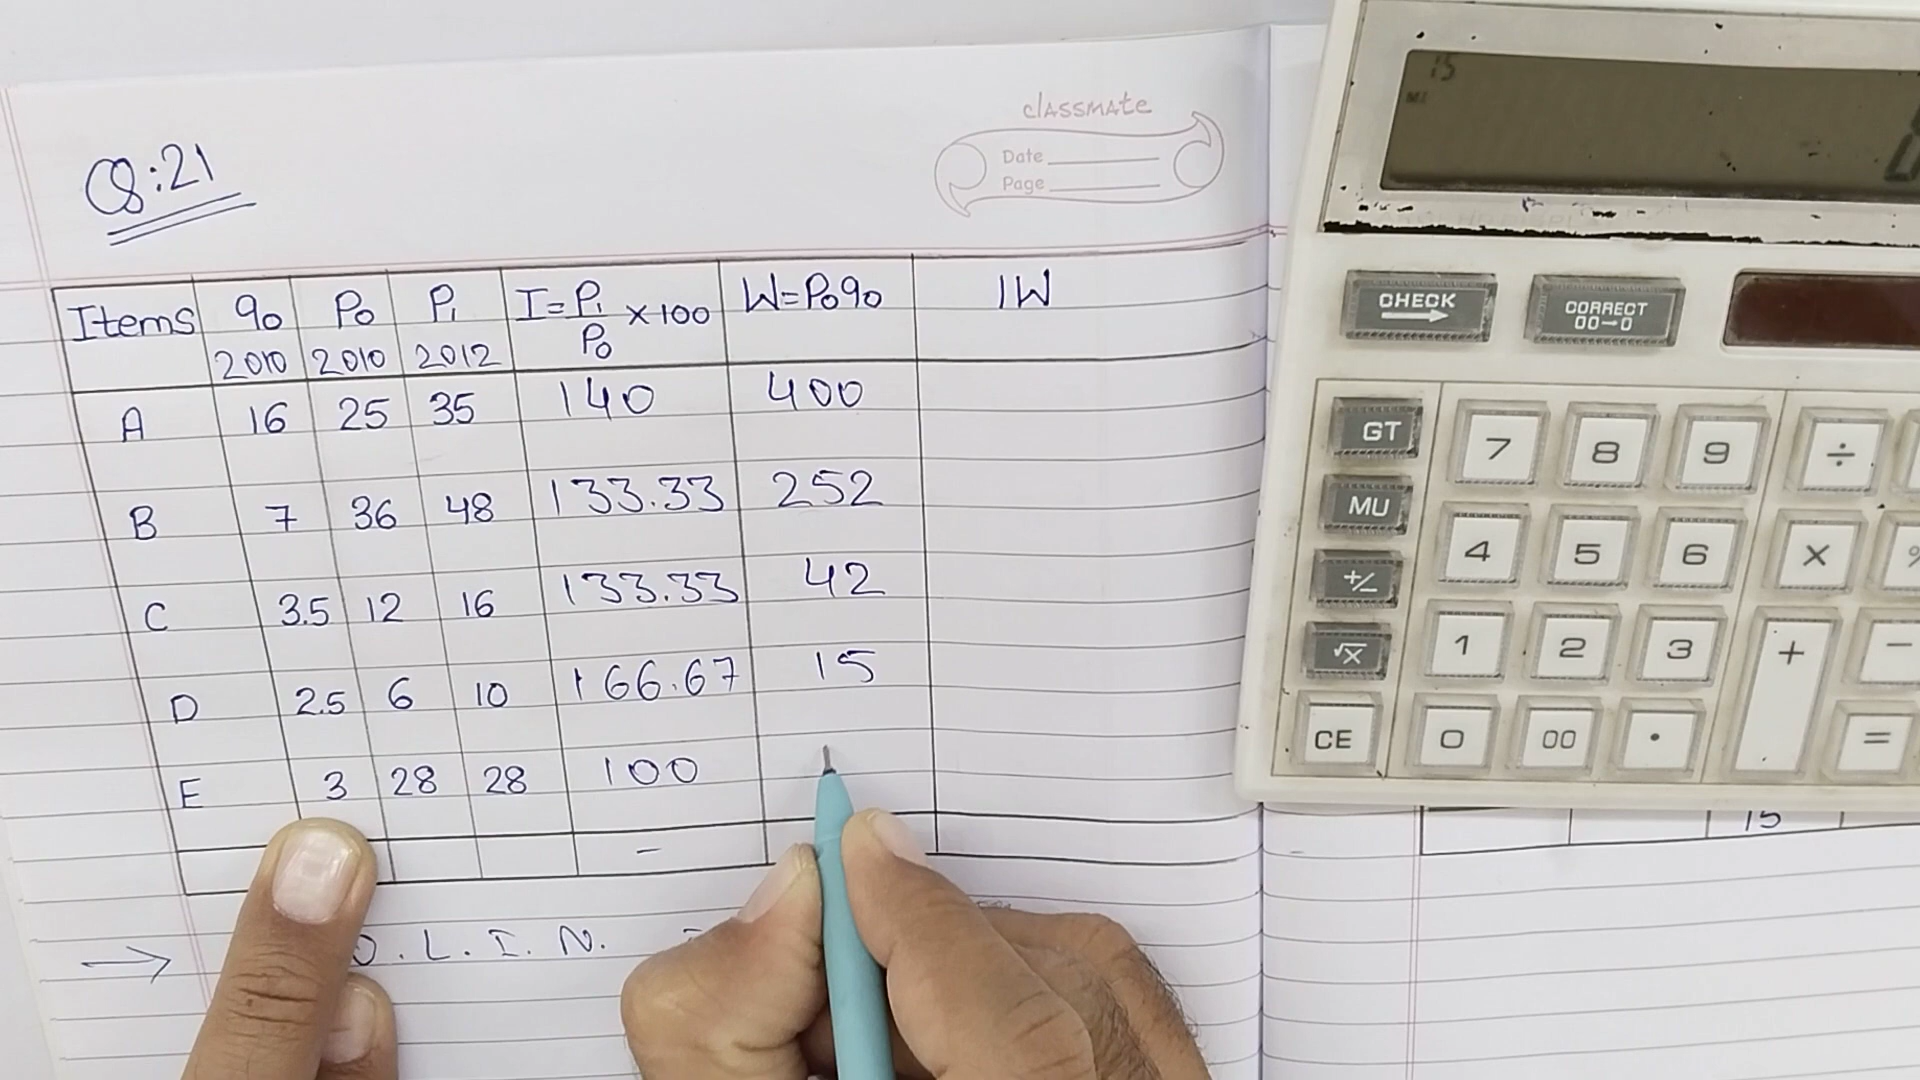 classmate
Date
Page
Q8:21
Items q0 P0 P1 I=P1/P0 ×100 W=P0q0 IW
2010 2010 2012
A 16 25 35 140 400
B 7 36 48 133.33 252
C 3.5 12 16 133.33 42
D 2.5 6 10 166.67 15
E 3 28 28 100
-
→ O.L.I.N.
15
M1
CHECK
CORRECT
00→0
GT 7 8 9 ÷
MU 4 5 6 ×
+/- 1 2 3 + -
√x
CE 0 00 • =
15